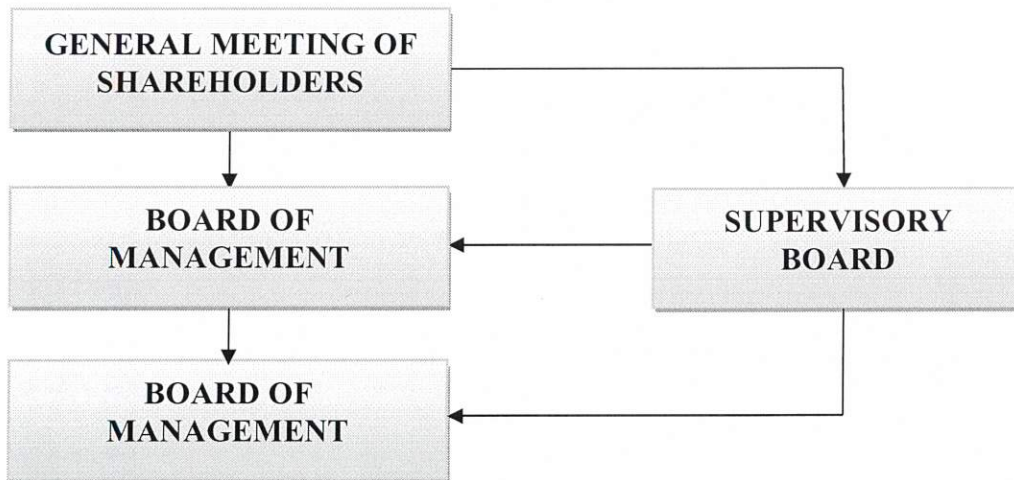 GENERAL MEETING OF
SHAREHOLDERS
BOARD OF
MANAGEMENT
SUPERVISORY
BOARD
BOARD OF
MANAGEMENT